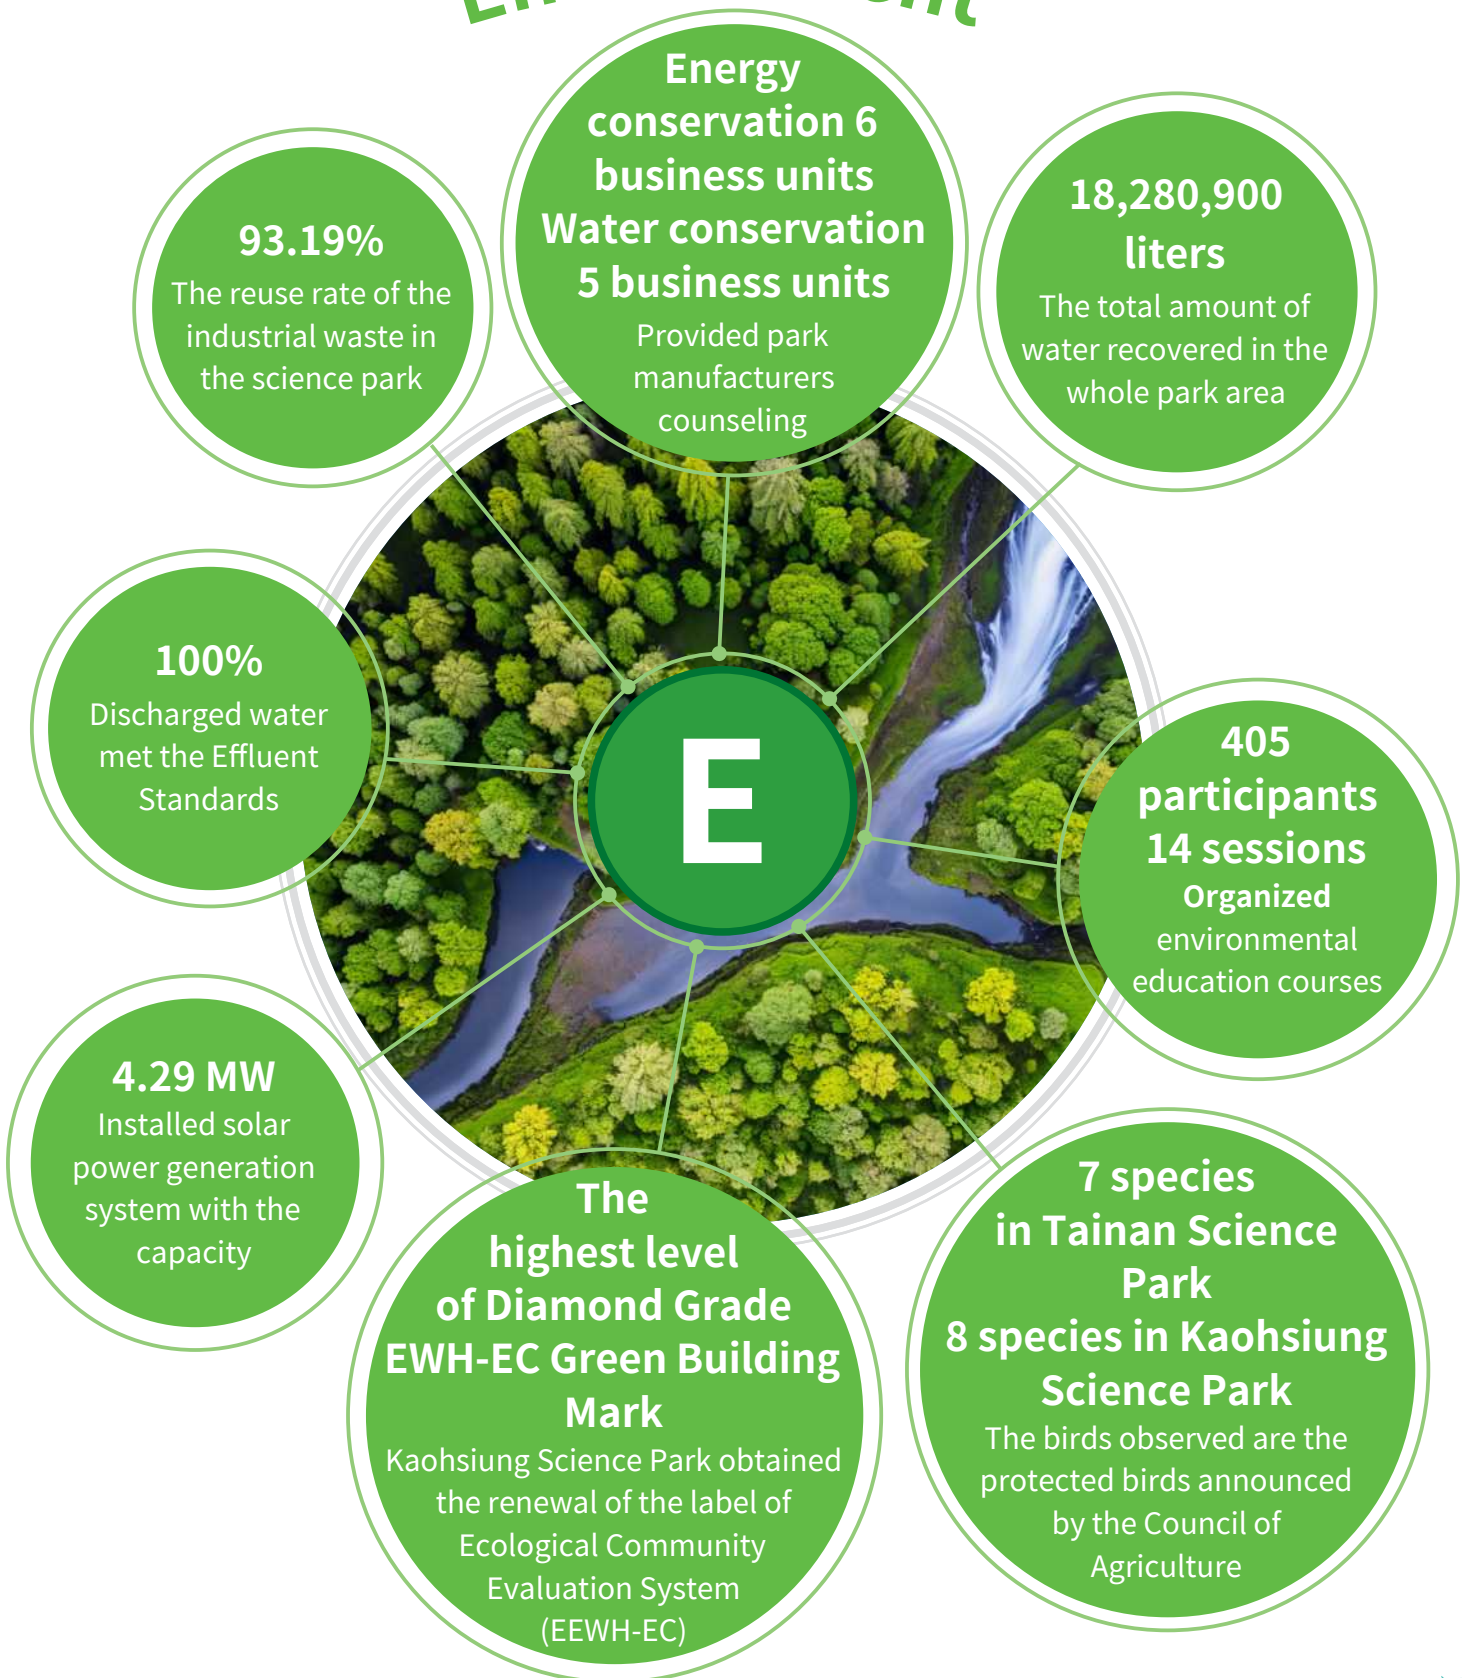 Energy
conservation 6
business units
Water conservation
5 business units
Provided park
manufacturers
counseling
93.19%
The reuse rate of the
industrial waste in
the science park
18,280,900
liters
The total amount of
water recovered in the
whole park area
100%
Discharged water
met the Effluent
Standards
E
405
participants
14 sessions
Organized
environmental
education courses
4.29 MW
Installed solar
power generation
system with the
capacity
The
highest level
of Diamond Grade
EWH-EC Green Building
Mark
Kaohsiung Science Park obtained
the renewal of the label of
Ecological Community
Evaluation System
(EEWH-EC)
7 species
in Tainan Science
Park
8 species in Kaohsiung
Science Park
The birds observed are the
protected birds announced
by the Council of
Agriculture